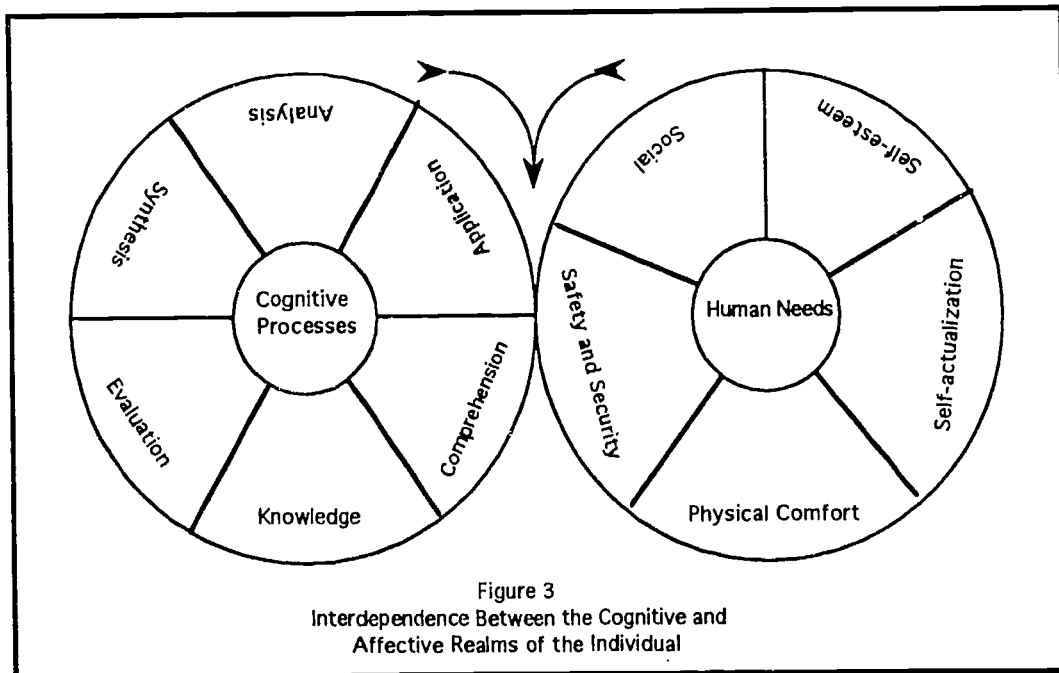 Analysis
Synthesis
Application
Cognitive
Processes
Evaluation
Comprehension
Knowledge
Social
Self-esteem
Safety and Security
Human Needs
Self-actualization
Physical Comfort
Figure 3
Interdependence Between the Cognitive and
Affective Realms of the Individual